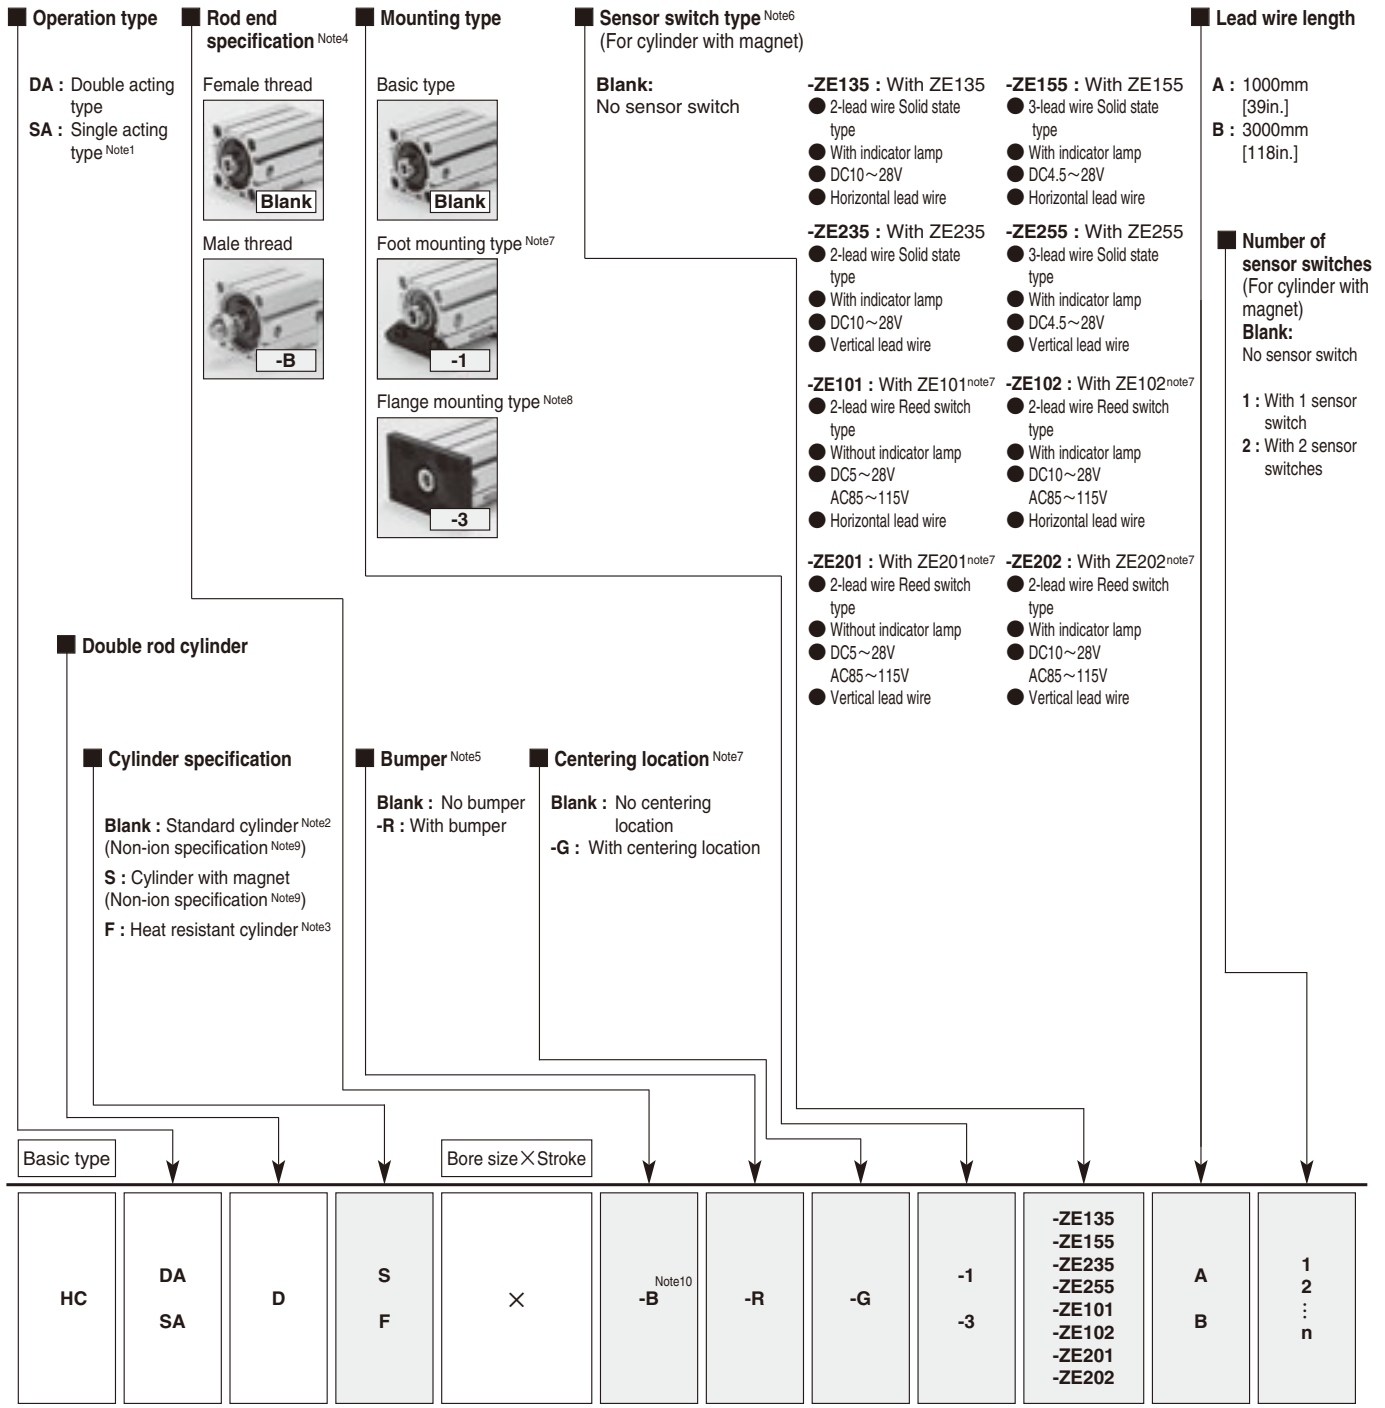 Operation type
DA : Double acting
type
SA : Single acting
type Note1
Rod end
specification Note4
Female thread
Blank
Male thread
-B
Mounting type
Basic type
Blank
Foot mounting type Note7
-1
Flange mounting type Note8
-3
Sensor switch type Note6
(For cylinder with magnet)
Blank:
No sensor switch
-ZE135 : With ZE135
● 2-lead wire Solid state
type
● With indicator lamp
● DC10～28V
● Horizontal lead wire
-ZE155 : With ZE155
● 3-lead wire Solid state
type
● With indicator lamp
● DC4.5～28V
● Horizontal lead wire
-ZE235 : With ZE235
● 2-lead wire Solid state
type
● With indicator lamp
● DC10～28V
● Vertical lead wire
-ZE255 : With ZE255
● 3-lead wire Solid state
type
● With indicator lamp
● DC4.5～28V
● Vertical lead wire
-ZE101 : With ZE101 note7
● 2-lead wire Reed switch
type
● Without indicator lamp
● DC5～28V
AC85～115V
● Horizontal lead wire
-ZE102 : With ZE102 note7
● 2-lead wire Reed switch
type
● With indicator lamp
● DC10～28V
AC85～115V
● Horizontal lead wire
-ZE201 : With ZE201 note7
● 2-lead wire Reed switch
type
● Without indicator lamp
● DC5～28V
AC85～115V
● Vertical lead wire
-ZE202 : With ZE202 note7
● 2-lead wire Reed switch
type
● With indicator lamp
● DC10～28V
AC85～115V
● Vertical lead wire
Lead wire length
A : 1000mm
[39in.]
B : 3000mm
[118in.]
Number of
sensor switches
(For cylinder with
magnet)
Blank:
No sensor switch
1 : With 1 sensor
switch
2 : With 2 sensor
switches
Double rod cylinder
Cylinder specification
Blank : Standard cylinder Note2
(Non-ion specification Note9)
S : Cylinder with magnet
(Non-ion specification Note9)
F : Heat resistant cylinder Note3
Bumper Note5
Blank : No bumper
-R : With bumper
Centering location Note7
Blank : No centering
location
-G : With centering location
Basic type
Bore size×Stroke
HC
DA
SA
D
S
F
×
-B Note10
-R
-G
-1
-3
-ZE135
-ZE155
-ZE235
-ZE255
-ZE101
-ZE102
-ZE201
-ZE202
A
B
1
2
⋮
n